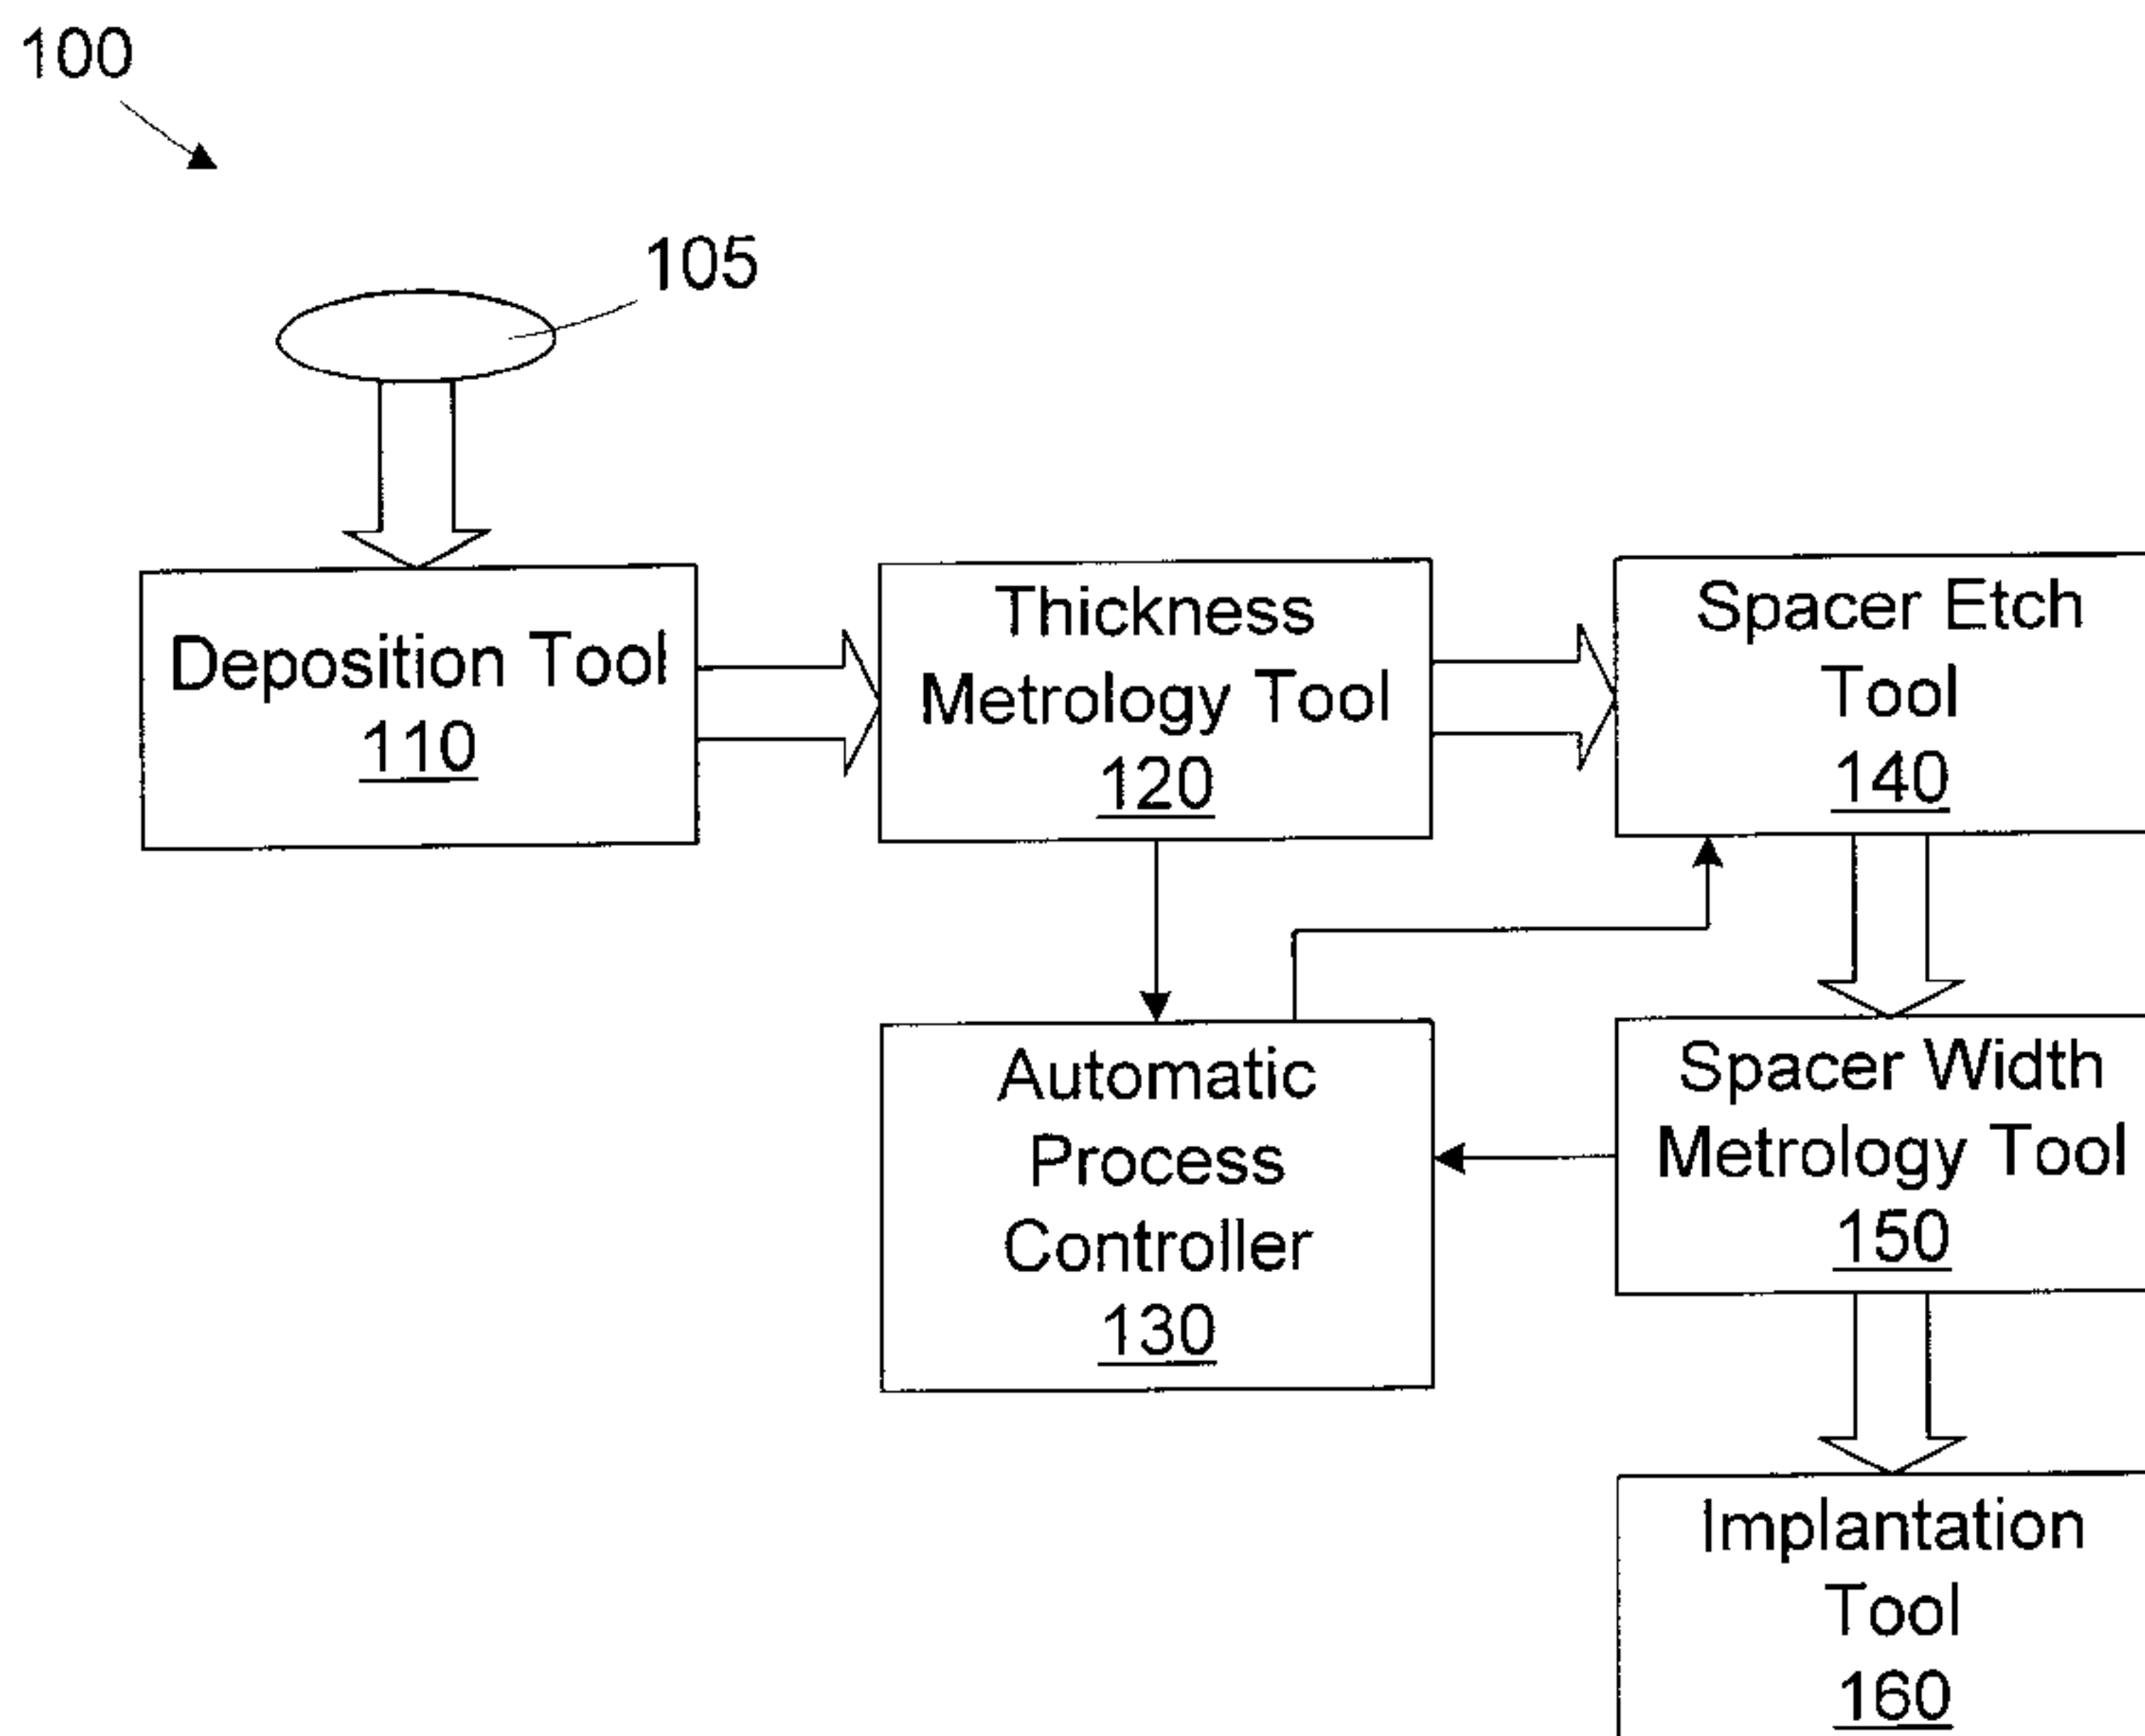 100
105
Deposition Tool
110
Thickness
Metrology Tool
120
Spacer Etch
Tool
140
Automatic
Process
Controller
130
Spacer Width
Metrology Tool
150
Implantation
Tool
160